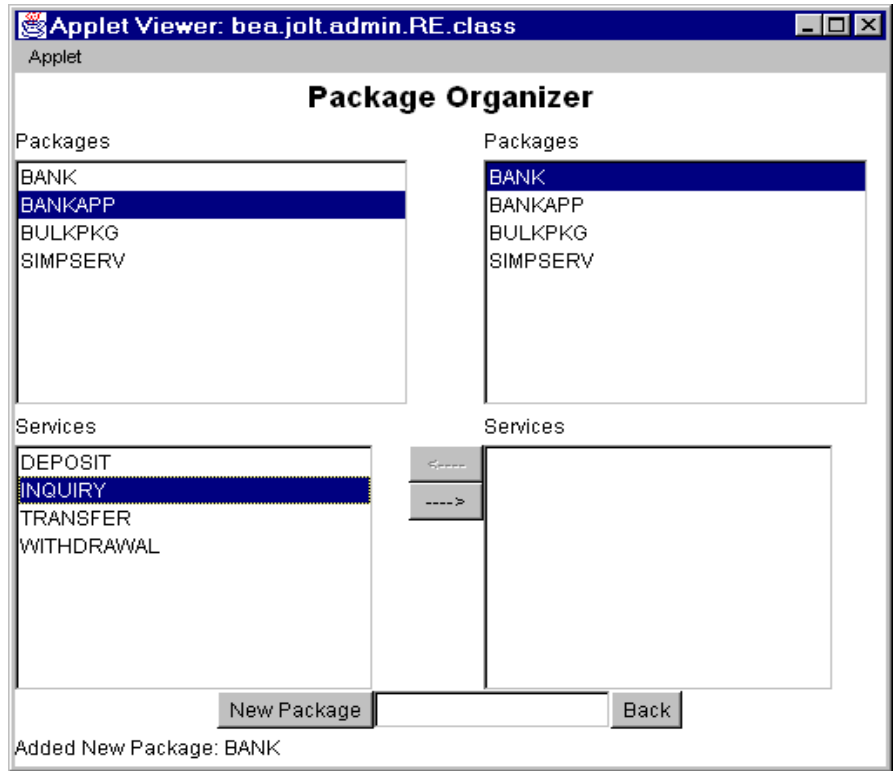 Applet Viewer: bea.jolt.admin.RE.class
Applet
Package Organizer
Packages
BANK
BANKAPP
BULKPKG
SIMPSERV
Packages
BANK
BANKAPP
BULKPKG
SIMPSERV
Services
DEPOSIT
INQUIRY
TRANSFER
WITHDRAWAL
<----
---->
Services
New Package
Back
Added New Package: BANK